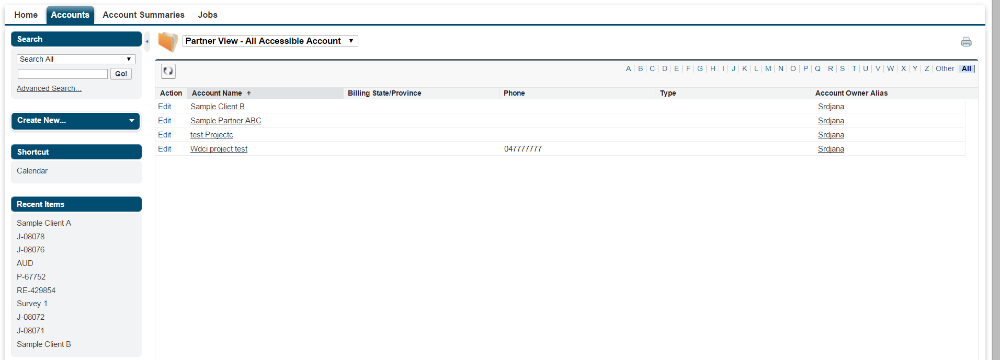 Home Accounts Account Summaries Jobs
Search
Search All
Go!
Advanced Search...
Create New...
Shortcut
Calendar
Recent Items
Sample Client A
J-08078
J-08076
AUD
P-67752
RE-429854
Survey 1
J-08072
J-08071
Sample Client B
Partner View - All Accessible Account
A B C D E F G H I J K L M N O P Q R S T U V W X Y Z Other All
Action Account Name Billing State/Province Phone Type Account Owner Alias
Edit Sample Client B Srdjana
Edit Sample Partner ABC Srdjana
Edit test Projectc Srdjana
Edit Wdci project test 047777777 Srdjana